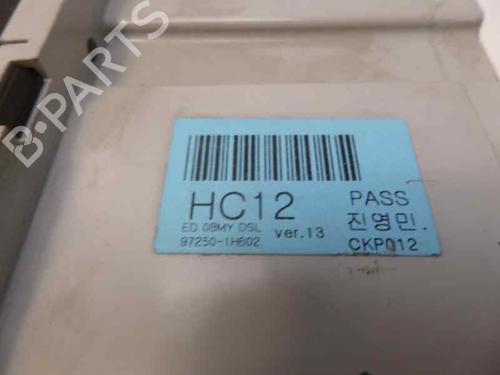 B-PARTS
HC12
PASS
ED 08MY DSL
ver.13
진영민.
97250-1H602
CKP012